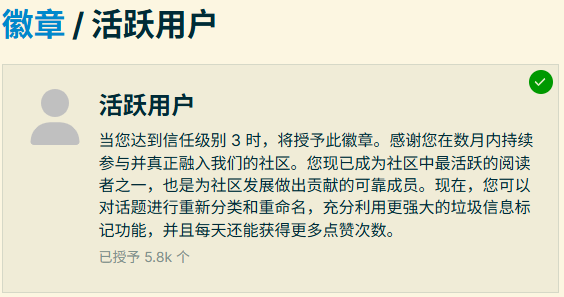 徽章 / 活跃用户
活跃用户
当您达到信任级别 3 时，将授予此徽章。感谢您在数月内持续
参与并真正融入我们的社区。您现已成为社区中最活跃的阅读
者之一，也是为社区发展做出贡献的可靠成员。现在，您可以
对话题进行重新分类和重命名，充分利用更强大的垃圾信息标
记功能，并且每天还能获得更多点赞次数。
已授予 5.8k 个